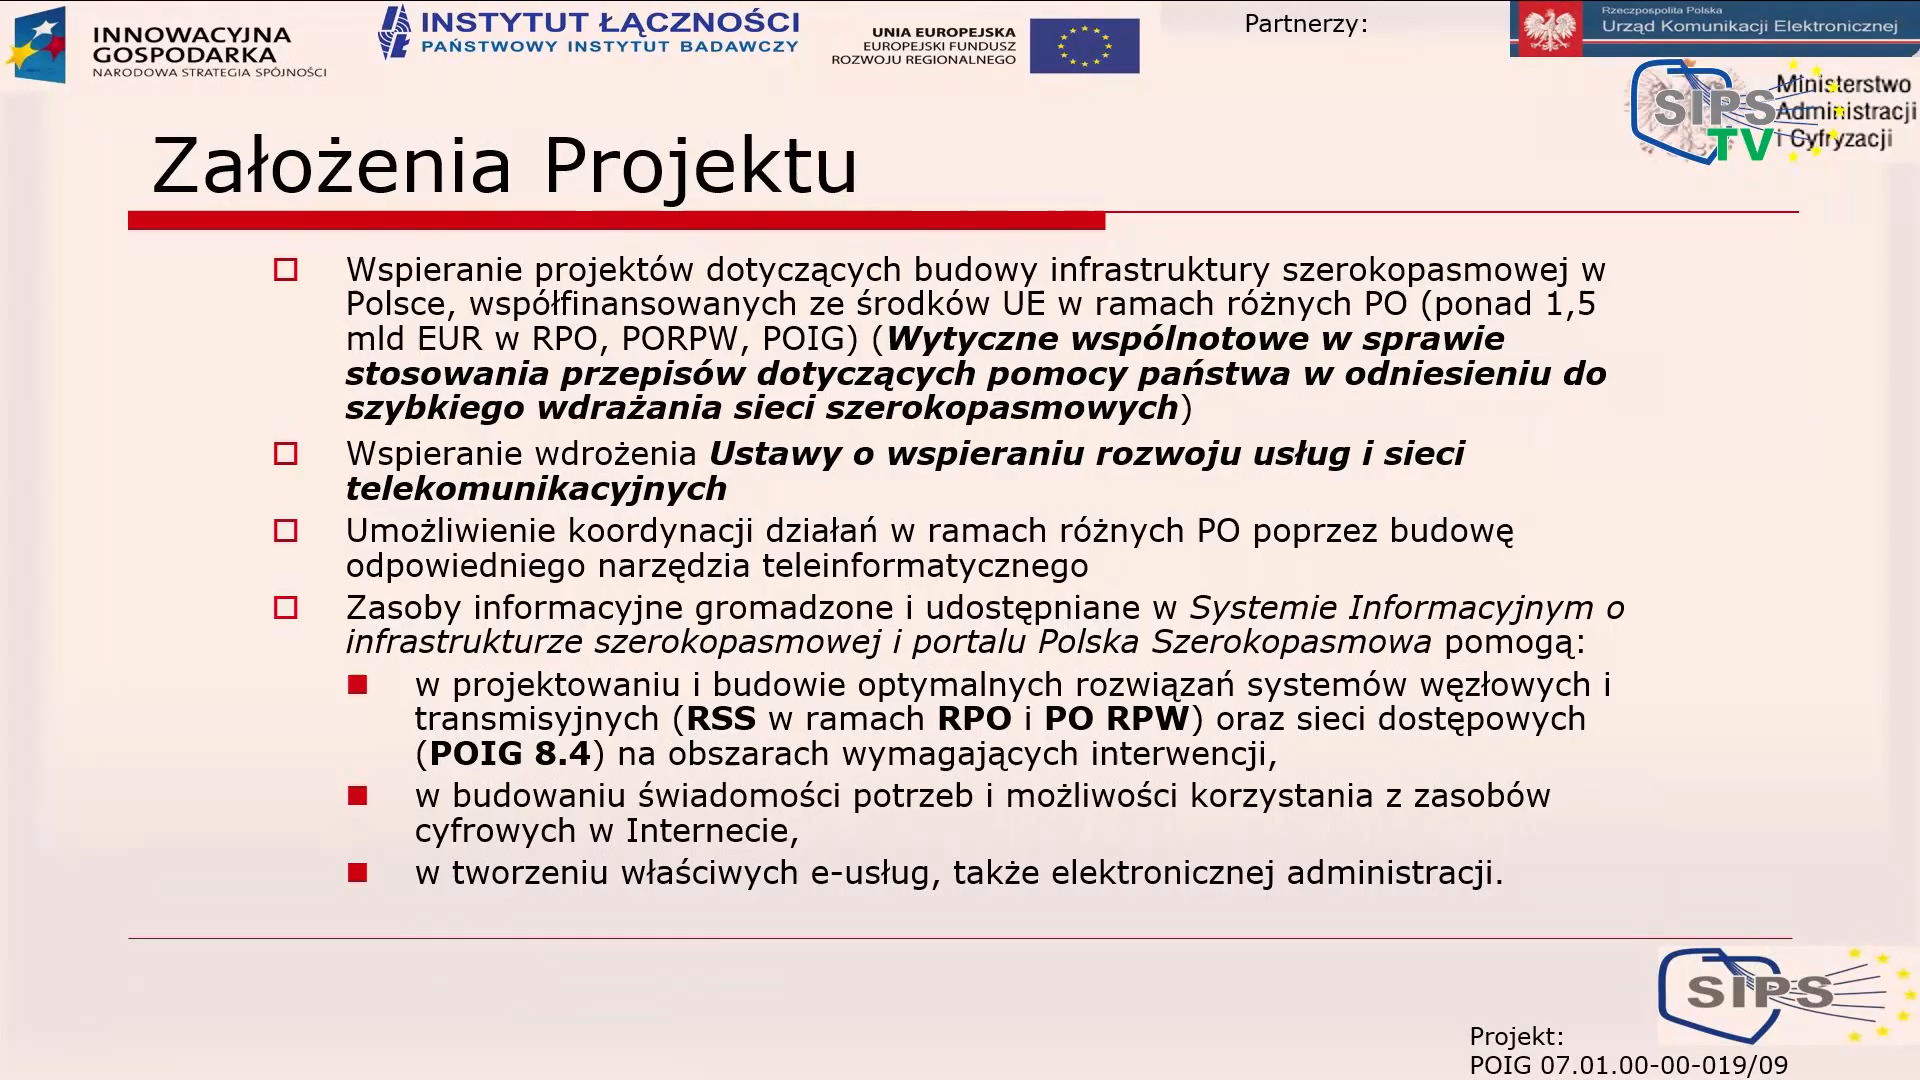 INNOWACYJNA
GOSPODARKA
NARODOWA STRATEGIA SPÓJNOŚCI
INSTYTUT ŁĄCZNOŚCI
PAŃSTWOWY INSTYTUT BADAWCZY
UNIA EUROPEJSKA
EUROPEJSKI FUNDUSZ
ROZWOJU REGIONALNEGO
Partnerzy:
Rzeczpospolita Polska
Urząd Komunikacji Elektronicznej
Ministerstwo
Administracji
i Cyfryzacji
SIPS
TV
Założenia Projektu
Wspieranie projektów dotyczących budowy infrastruktury szerokopasmowej w
Polsce, współfinansowanych ze środków UE w ramach różnych PO (ponad 1,5
mld EUR w RPO, PORPW, POIG) (Wytyczne wspólnotowe w sprawie
stosowania przepisów dotyczących pomocy państwa w odniesieniu do
szybkiego wdrażania sieci szerokopasmowych)
Wspieranie wdrożenia Ustawy o wspieraniu rozwoju usług i sieci
telekomunikacyjnych
Umożliwienie koordynacji działań w ramach różnych PO poprzez budowę
odpowiedniego narzędzia teleinformatycznego
Zasoby informacyjne gromadzone i udostępniane w Systemie Informacyjnym o
infrastrukturze szerokopasmowej i portalu Polska Szerokopasmowa pomogą:
w projektowaniu i budowie optymalnych rozwiązań systemów węzłowych i
transmisyjnych (RSS w ramach RPO i PO RPW) oraz sieci dostępowych
(POIG 8.4) na obszarach wymagających interwencji,
w budowaniu świadomości potrzeb i możliwości korzystania z zasobów
cyfrowych w Internecie,
w tworzeniu właściwych e-usług, także elektronicznej administracji.
SIPS
Projekt:
POIG 07.01.00-00-019/09